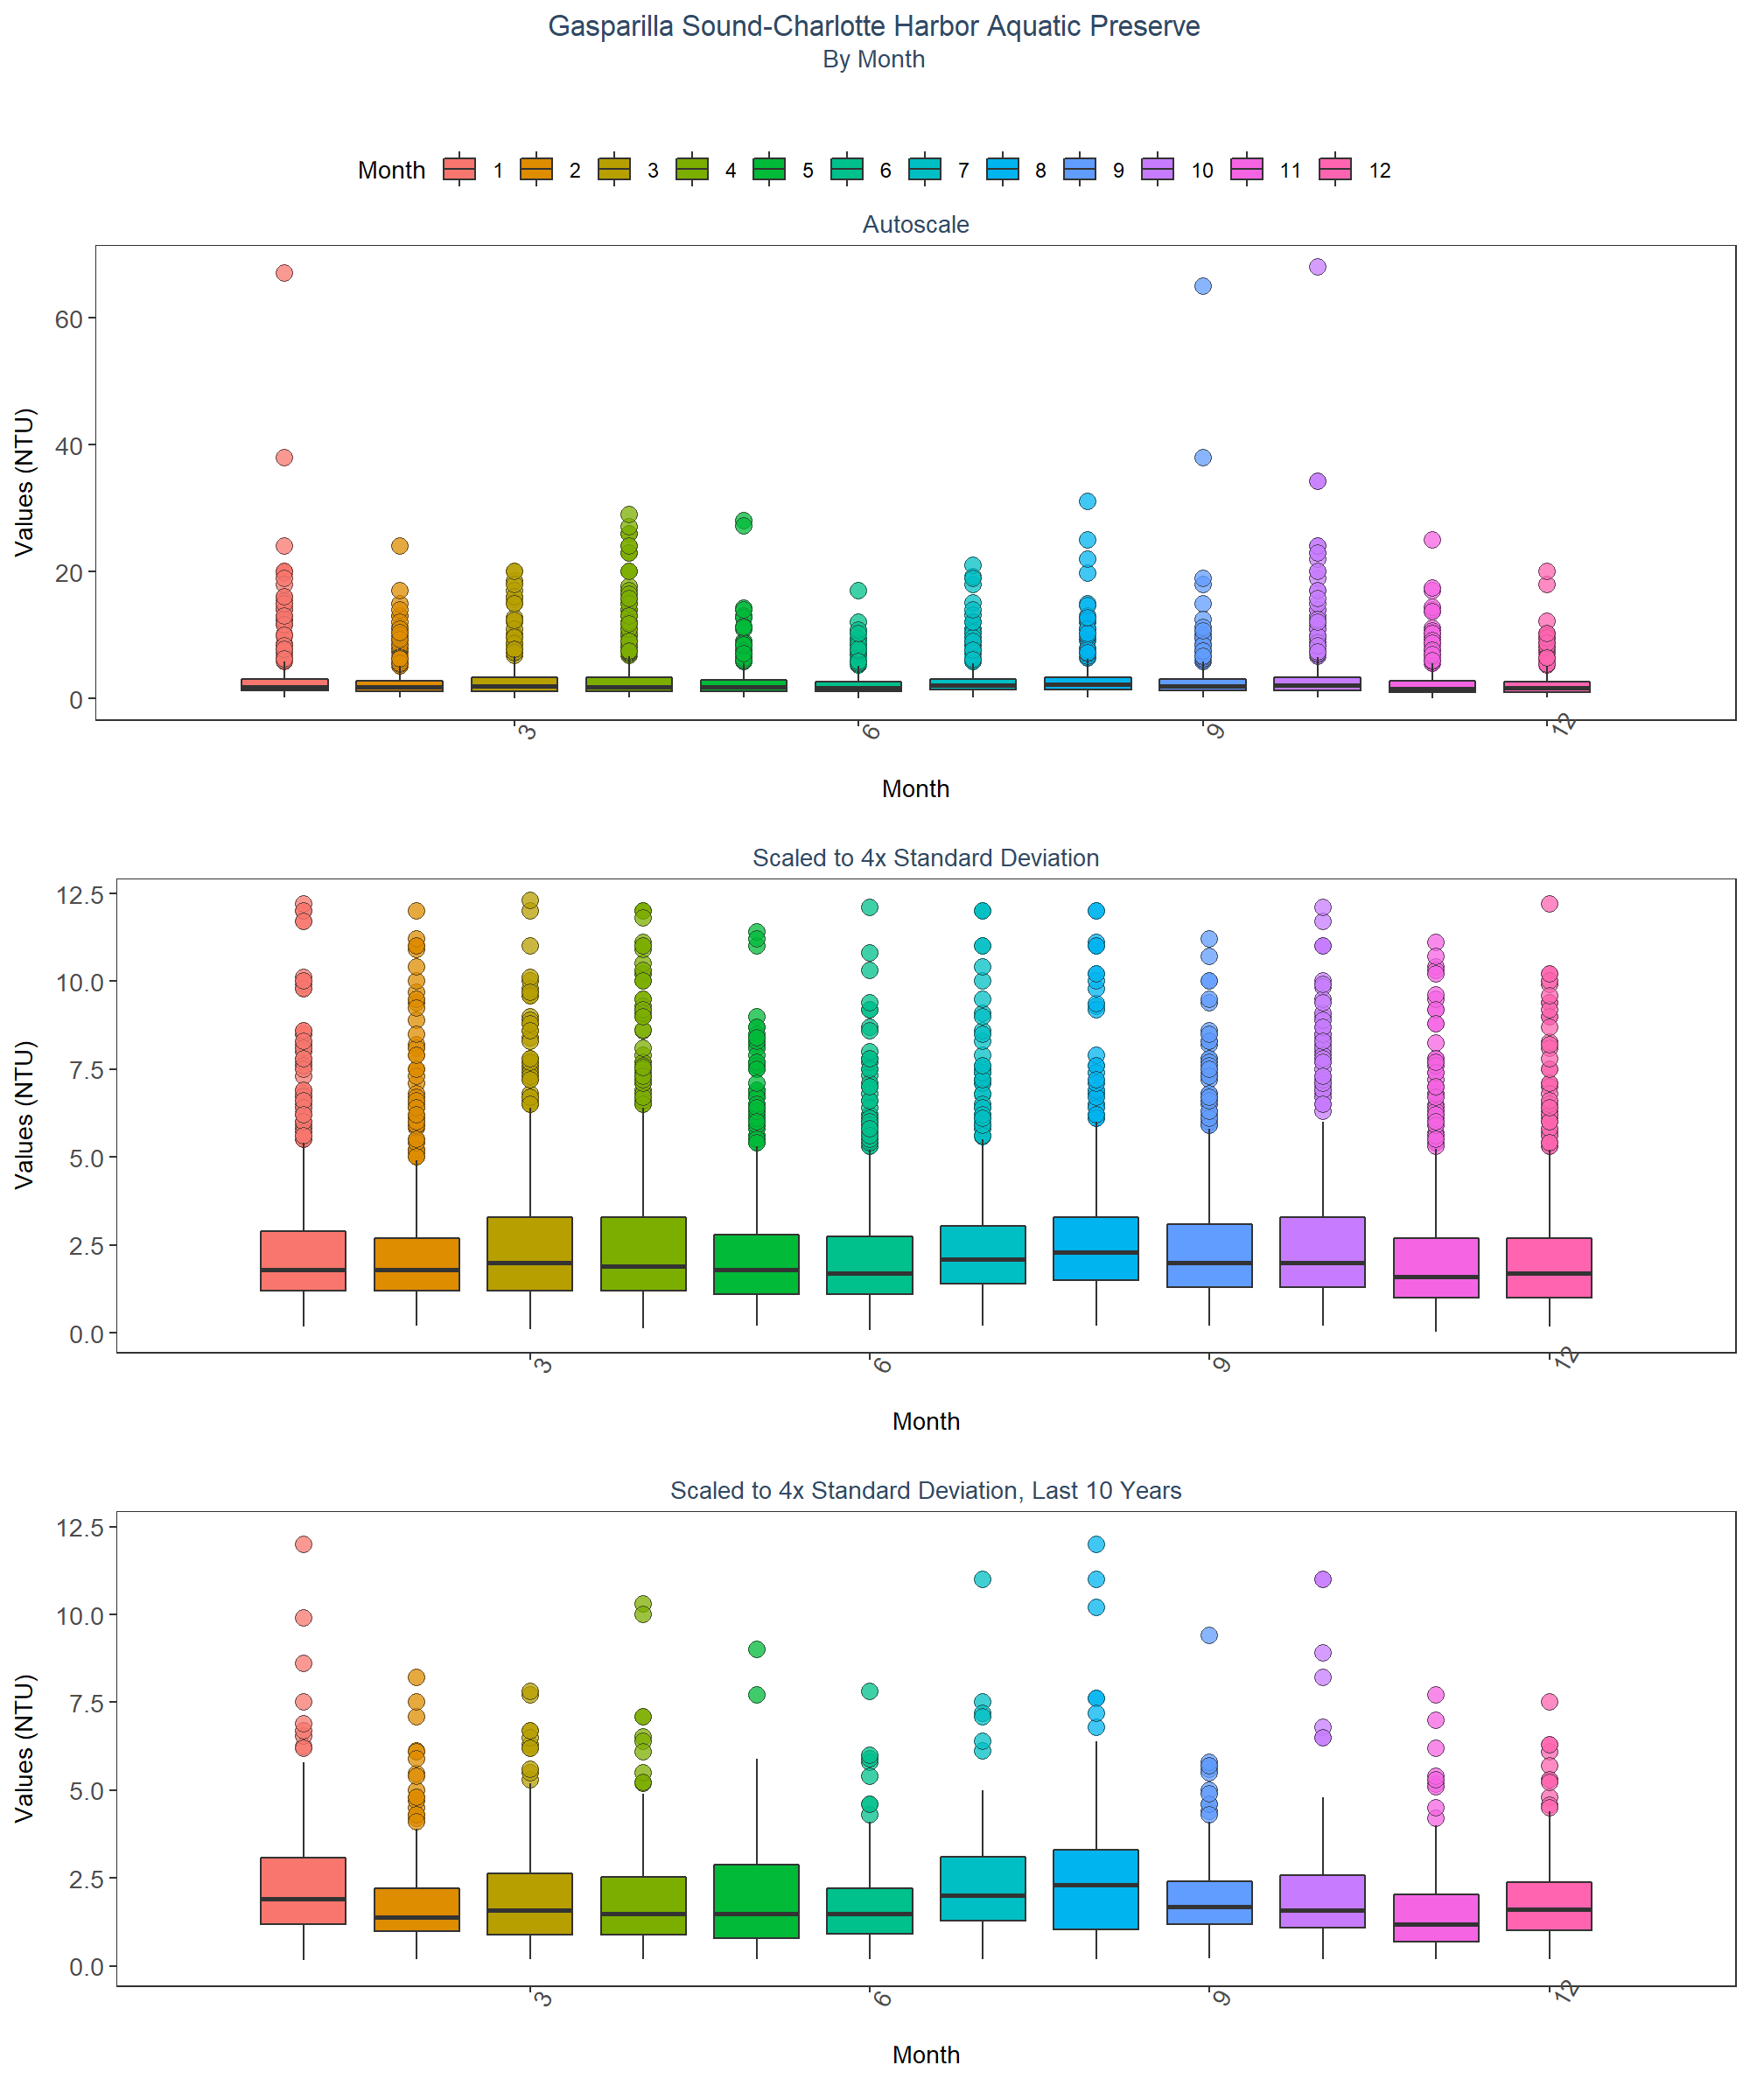 Gasparilla Sound-Charlotte Harbor Aquatic Preserve
By Month
Month 1 2 3 4 5 6 7 8 9 10 11 12
Autoscale
Values (NTU)
60
40
20
0
3 6 9 12
Month
Scaled to 4x Standard Deviation
Values (NTU)
12.5
10.0
7.5
5.0
2.5
0.0
3 6 9 12
Month
Scaled to 4x Standard Deviation, Last 10 Years
Values (NTU)
12.5
10.0
7.5
5.0
2.5
0.0
3 6 9 12
Month